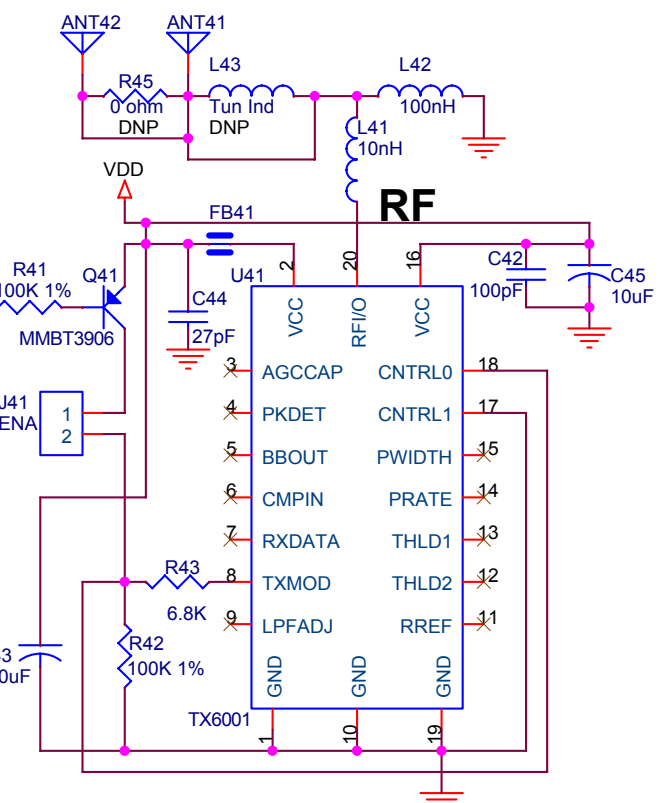 ANT42 ANT41
R45 L43 L42
0 ohm Tun Ind 100nH
DNP DNP L41
10nH
VDD
FB41 RF
R41 Q41 2 20 16 C42
100K 1% U41 100pF C45
C44 VCC RFI/O VCC 10uF
MMBT3906 27pF
3 AGCCAP CNTRL0 18
J41
ENA 1 4 PKDET CNTRL1 17
2 5 BBOUT PWIDTH 15
6 CMPIN PRATE 14
7 RXDATA THLD1 13
R43 8 TXMOD THLD2 12
6.8K 9 LPFADJ RREF 11
R42
100K 1%
GND GND GND
TX6001
1 10 19